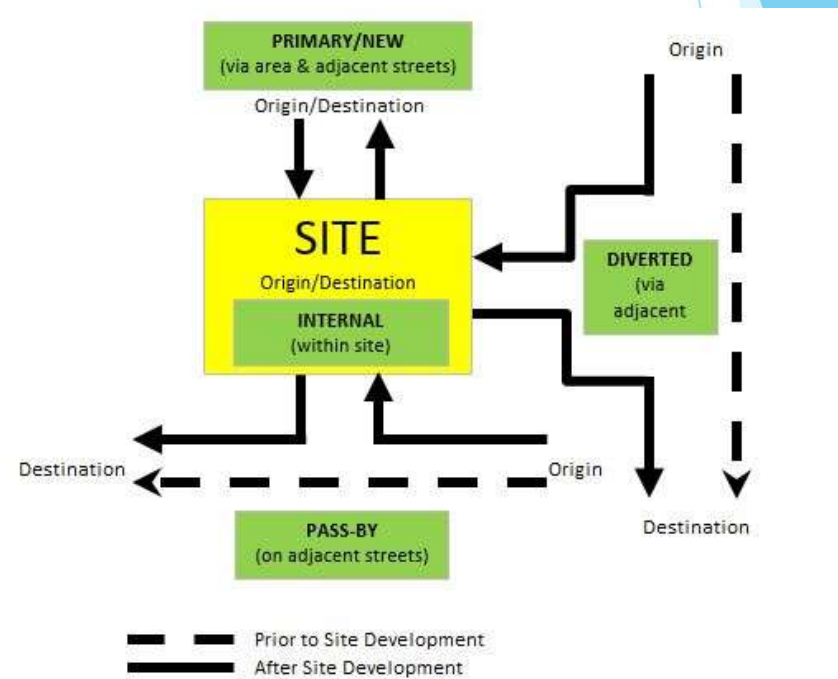 PRIMARY/NEW
(via area & adjacent streets)
Origin/Destination
Origin
SITE
Origin/Destination
INTERNAL
(within site)
DIVERTED
(via
adjacent
Destination
Origin
Destination
PASS-BY
(on adjacent streets)
Prior to Site Development
After Site Development